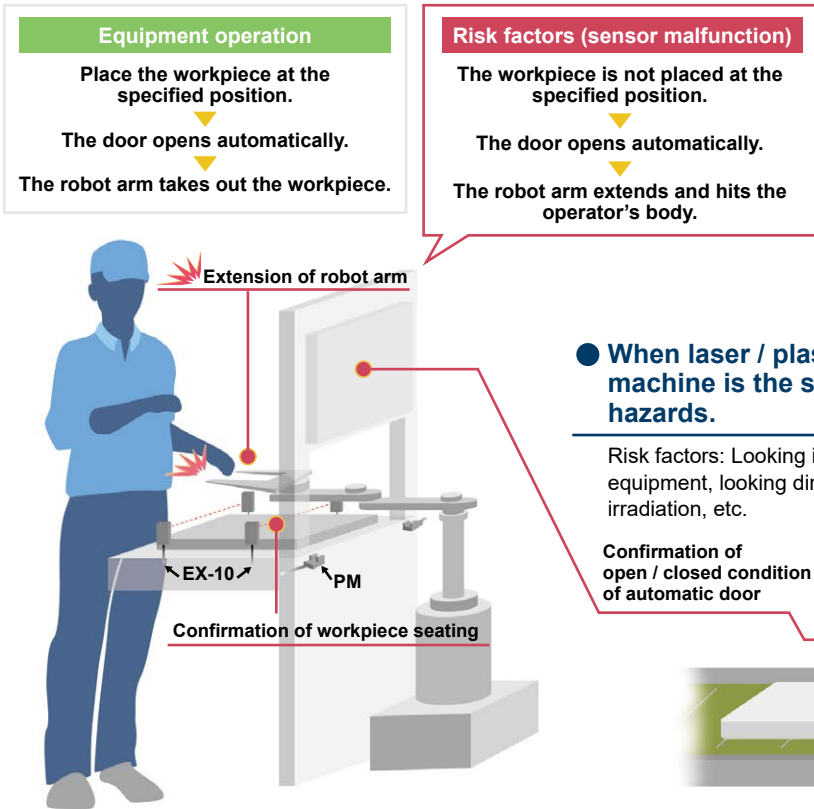 Equipment operation
Place the workpiece at the
specified position.
The door opens automatically.
The robot arm takes out the workpiece.
Risk factors (sensor malfunction)
The workpiece is not placed at the
specified position.
The door opens automatically.
The robot arm extends and hits the
operator's body.
Extension of robot arm
EX-10
PM
Confirmation of workpiece seating
When laser /
machine is the
hazards.
Risk factors: Looking
equipment, looking
irradiation, etc.
Confirmation of
open / closed condition
of automatic door